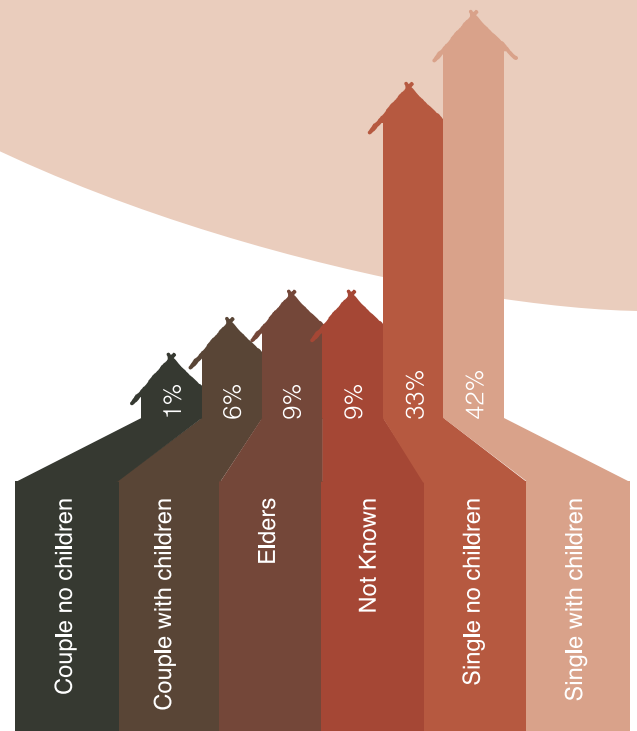 1%
6%
9%
9%
33%
42%
Couple no children
Couple with children
Elders
Not Known
Single no children
Single with children